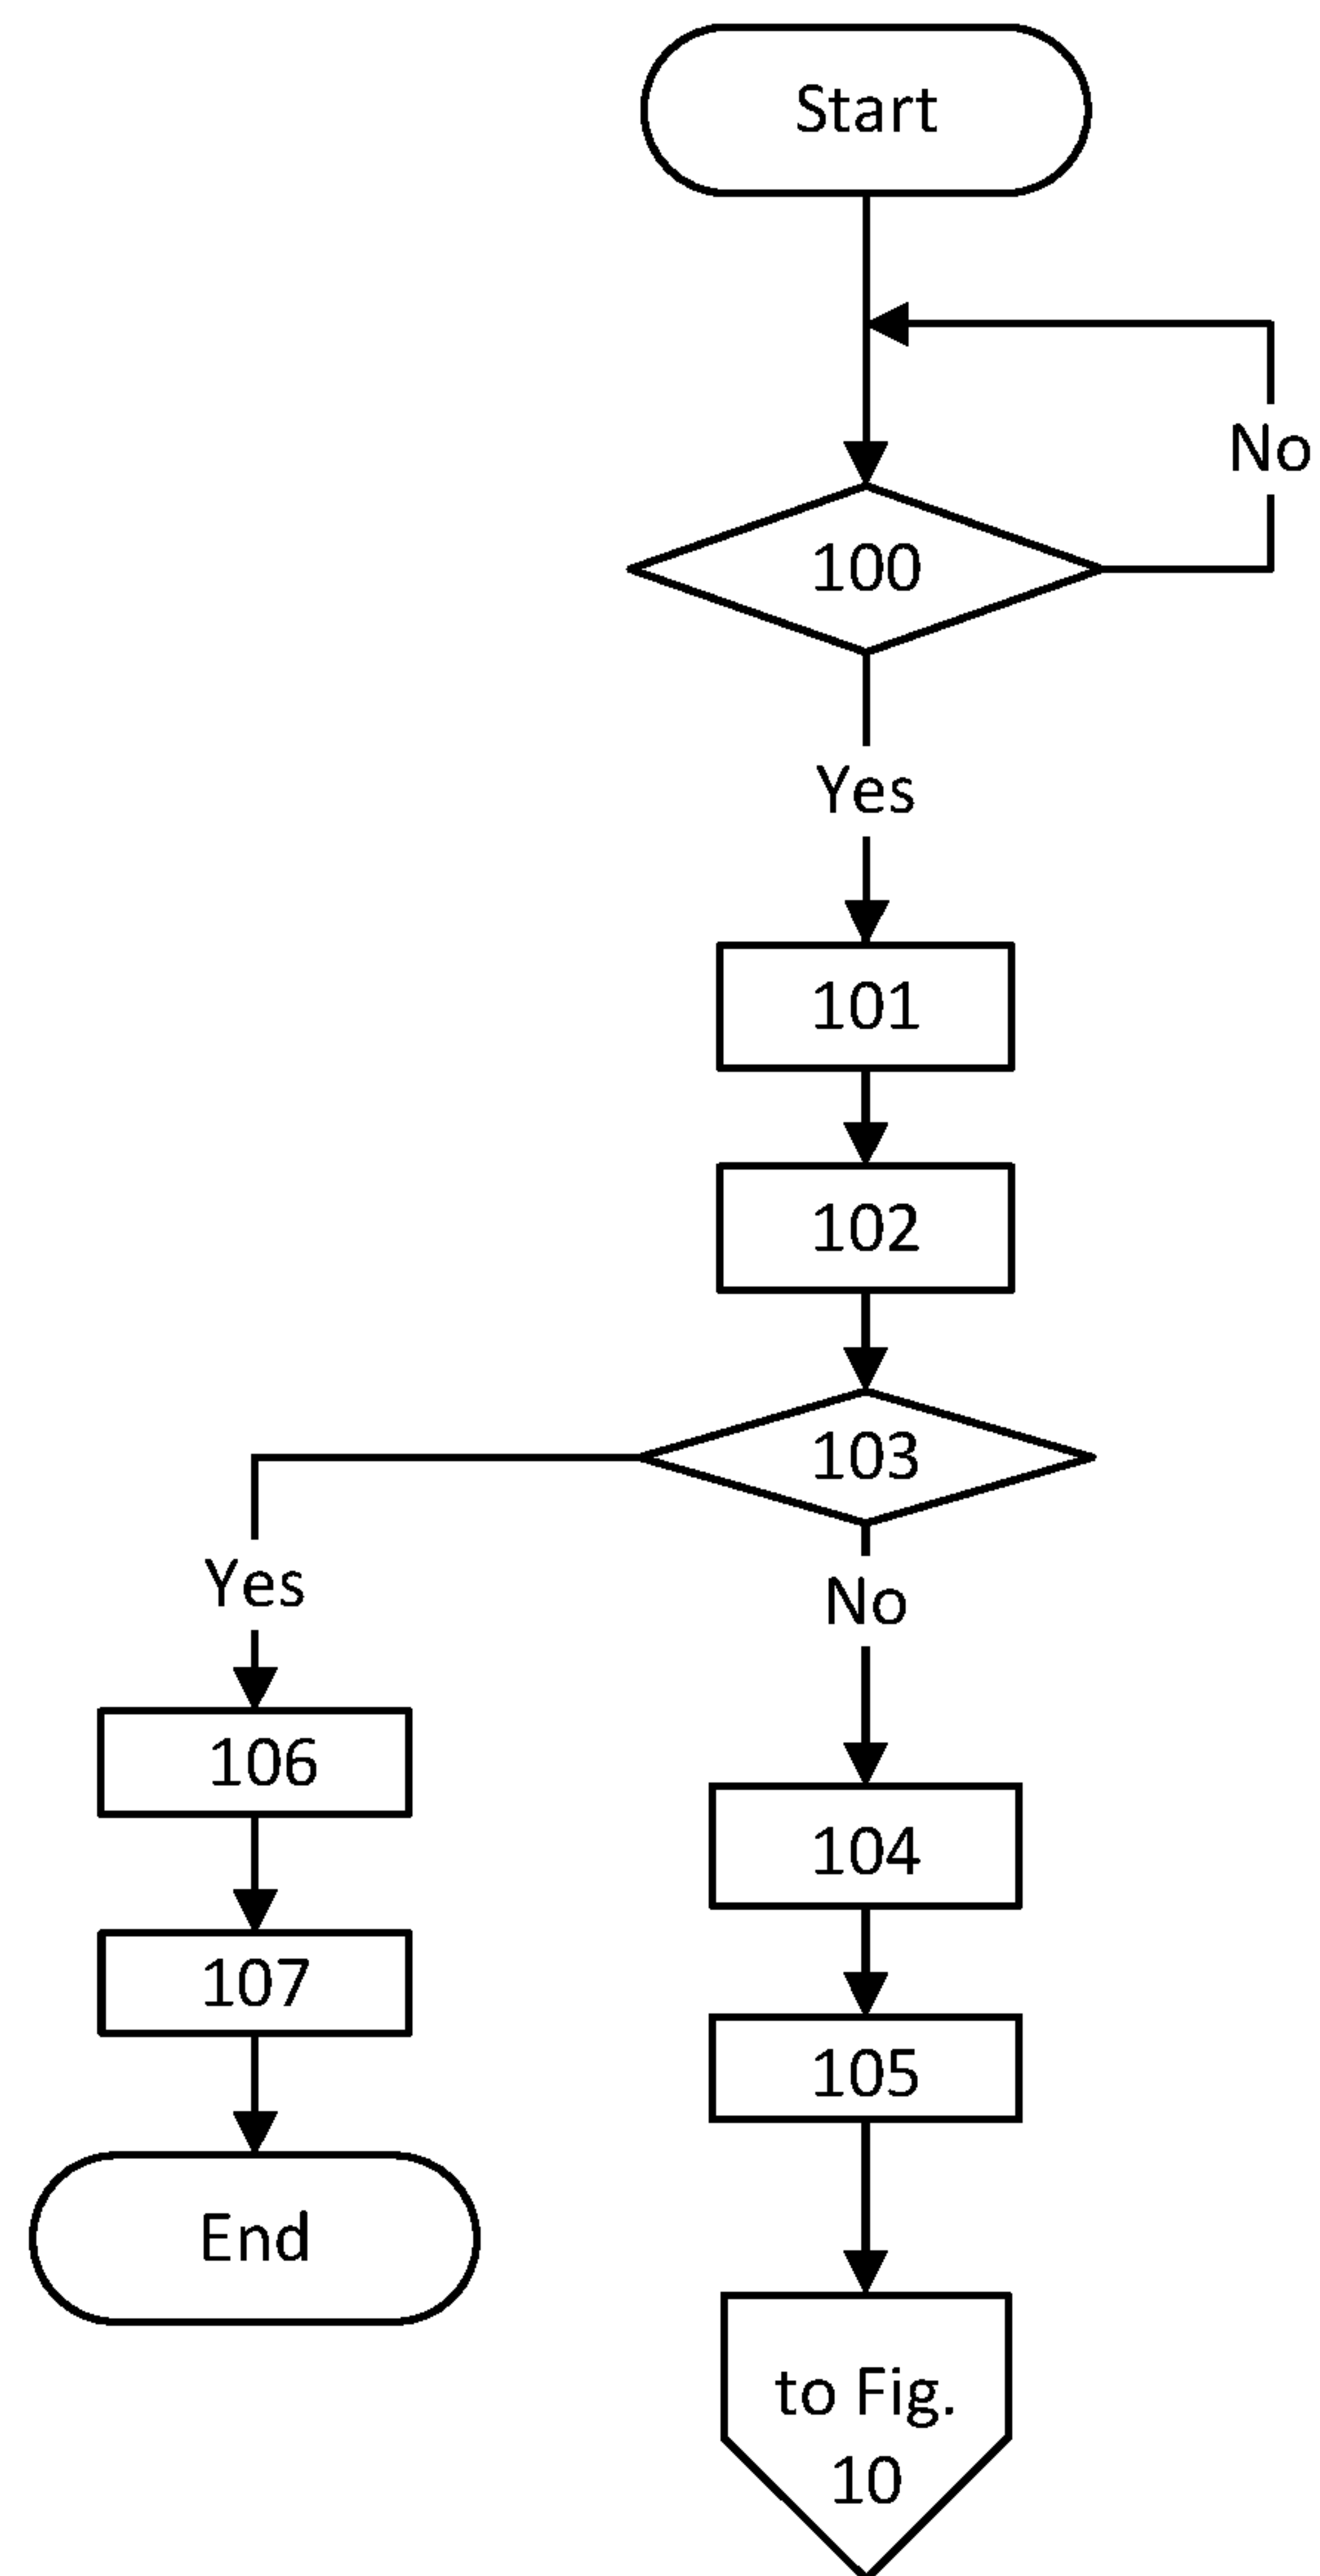 Start
No
100
Yes
101
102
103
Yes
No
106
104
107
105
End
to Fig.
10